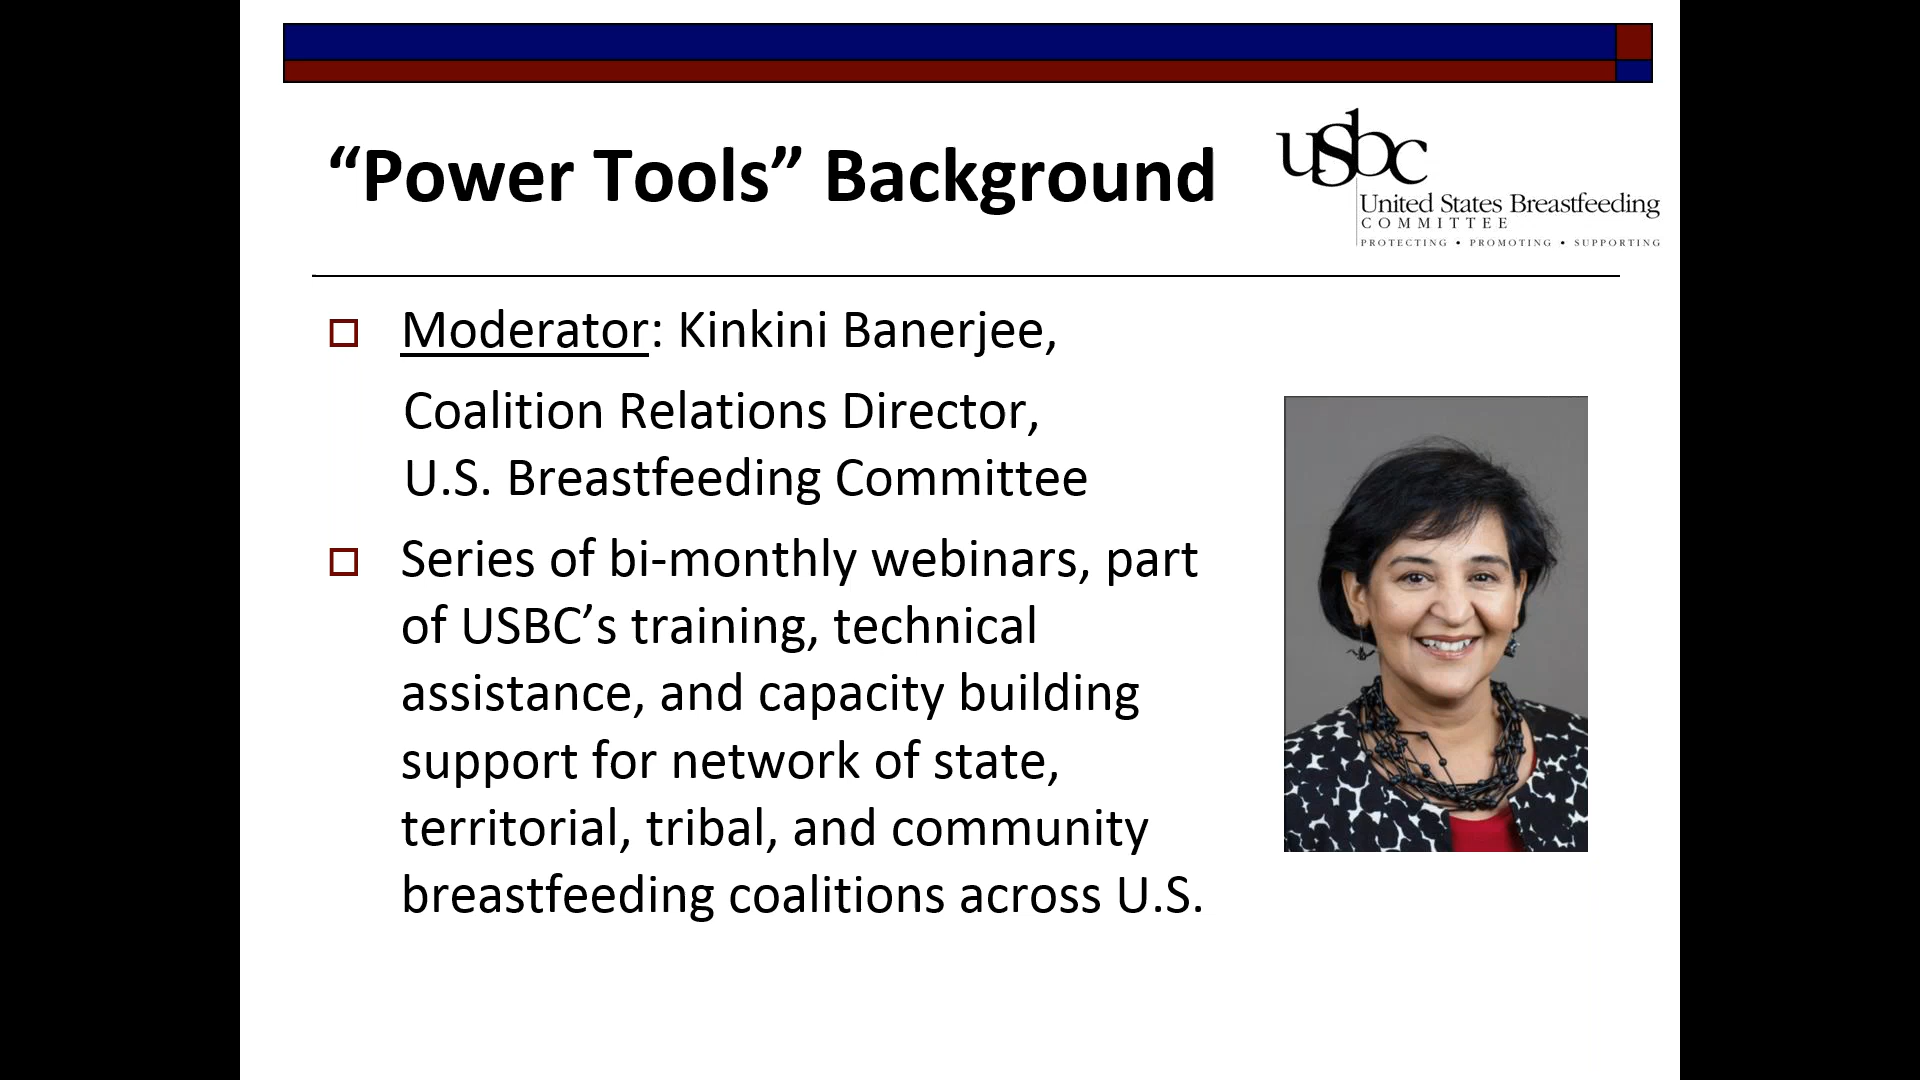 “Power Tools” Background
usbc
United States Breastfeeding
COMMITTEE
PROTECTING • PROMOTING • SUPPORTING
Moderator: Kinkini Banerjee,
Coalition Relations Director,
U.S. Breastfeeding Committee
Series of bi-monthly webinars, part
of USBC’s training, technical
assistance, and capacity building
support for network of state,
territorial, tribal, and community
breastfeeding coalitions across U.S.